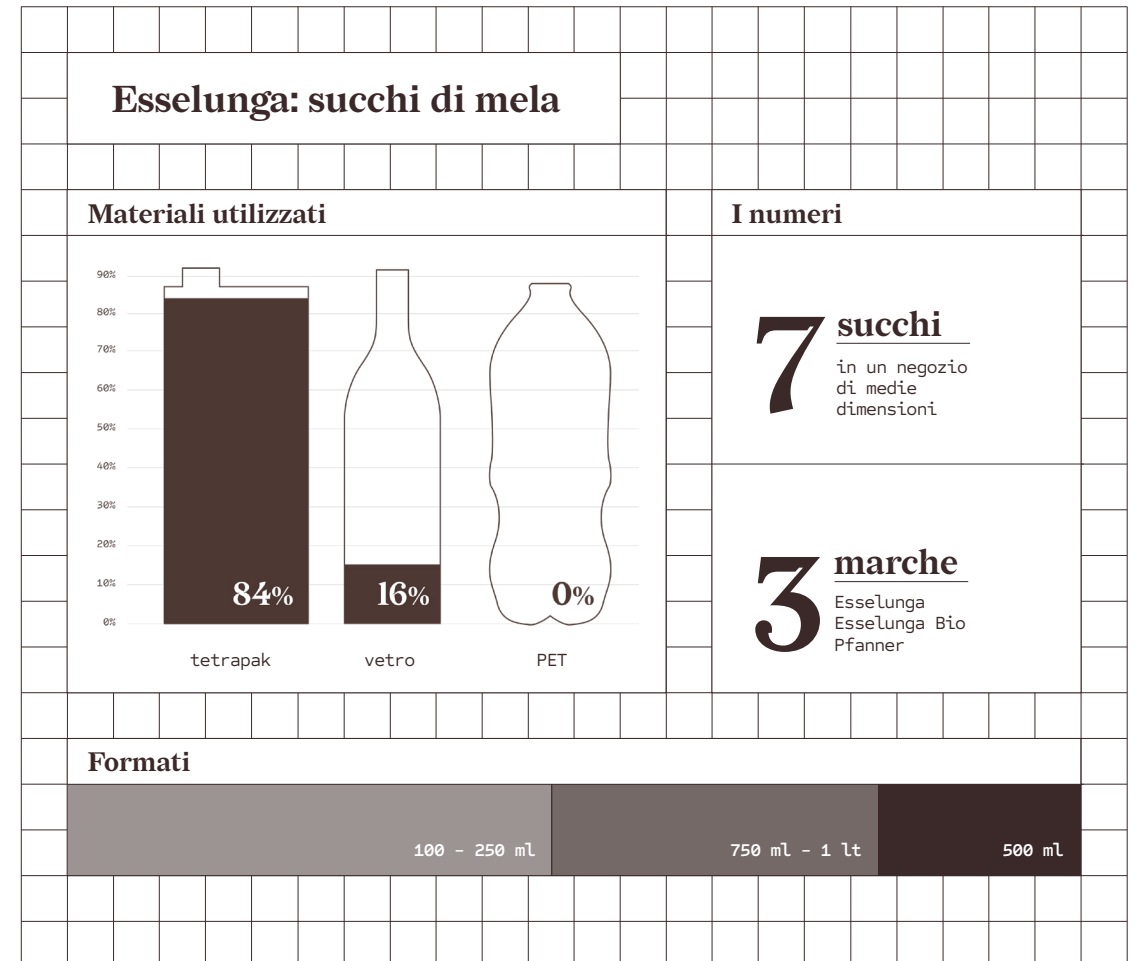 Esselunga: succhi di mela
Materiali utilizzati
90%
80%
70%
60%
50%
40%
30%
20%
10%
0%
84%
16%
0%
tetrapak
vetro
PET
I numeri
7 succhi
in un negozio
di medie
dimensioni
3 marche
Esselunga
Esselunga Bio
Pfanner
Formati
100 – 250 ml
750 ml – 1 lt
500 ml